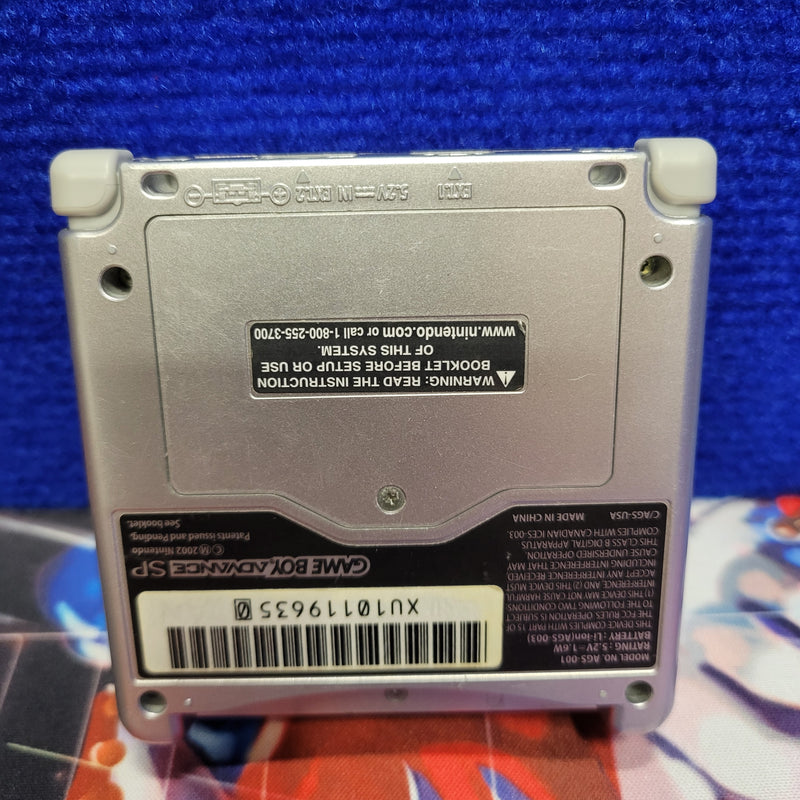 EXT.1
5.2V IN EXT.2
WARNING: READ THE INSTRUCTION
BOOKLET BEFORE SETUP OR USE
OF THIS SYSTEM.
www.nintendo.com or call 1-800-255-3700
MODEL NO. AGS-001
RATING : 5.2V 1.6W
BATTERY : Li-ion(AGS-003)
THIS DEVICE COMPLIES WITH PART 15 OF
THE FCC RULES. OPERATION IS SUBJECT
TO THE FOLLOWING TWO CONDITIONS
(1) THIS DEVICE MAY NOT CAUSE HARMFUL
INTERFERENCE, AND (2) THIS DEVICE MUST
ACCEPT ANY INTERFERENCE RECEIVED
INCLUDING INTERFERENCE THAT MAY
CAUSE UNDESIRED OPERATION.
THIS CLASS B DIGITAL APPARATUS
COMPLIES WITH CANADIAN ICES-003.
C/AGS-USA MADE IN CHINA
XU10119635 0
GAME BOY ADVANCE SP
© M 2002 Nintendo
Patents issued and Pending.
See booklet.